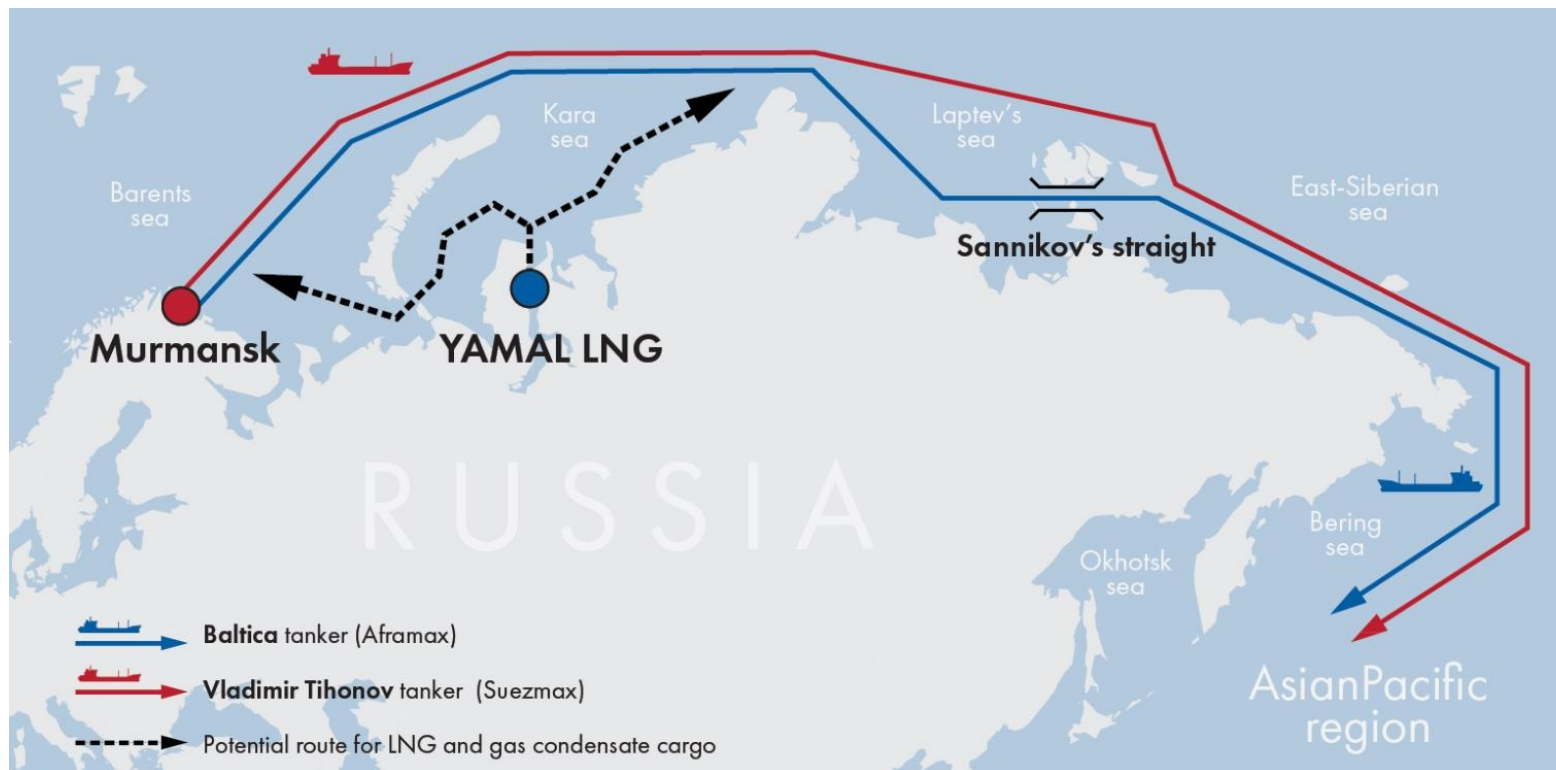 Kara
sea
Laptev's
sea
Barents
sea
East-Siberian
sea
Sannikov's straight
Murmansk
YAMAL LNG
RUSSIA
Bering
sea
Okhotsk
sea
Baltica tanker (Aframax)
Vladimir Tihonov tanker (Suezmax)
Potential route for LNG and gas condensate cargo
AsianPacific
region